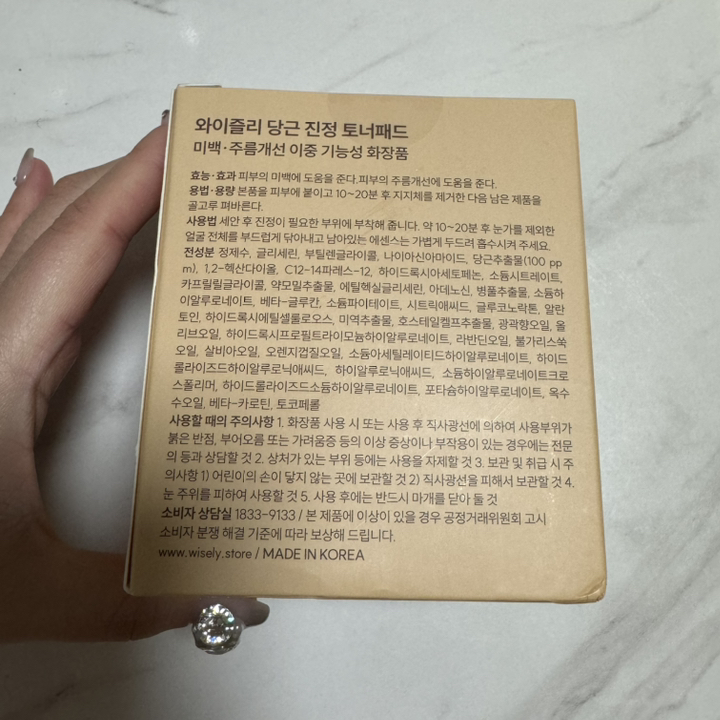 와이즐리 당근 진정 토너패드
미백·주름개선 이중 기능성 화장품
효능·효과 피부의 미백에 도움을 준다.피부의 주름개선에 도움을 준다.
용법·용량 본품을 피부에 붙이고 10~20분 후 지지체를 제거한 다음 남은 제품을
골고루 펴바른다.
사용법 세안 후 진정이 필요한 부위에 부착해 줍니다. 약 10~20분 후 눈가를 제외한
얼굴 전체를 부드럽게 닦아내고 남아있는 에센스는 가볍게 두드려 흡수시켜 주세요.
전성분 정제수, 글리세린, 부틸렌글라이콜, 나이아신아마이드, 당근추출물(100 pp
m), 1,2-헥산다이올, C12-14파레스-12, 하이드록시아세토페논, 소듐시트레이트,
카프릴릴글라이콜, 약모밀추출물, 에틸헥실글리세린, 아데노신, 병풀추출물, 소듐하
이알루로네이트, 베타-글루칸, 소듐파이테이트, 시트릭애씨드, 글루코노락톤, 알란
토인, 하이드록시에틸셀룰로오스, 미역추출물, 호스테일켈프추출물, 광곽향오일, 올
리브오일, 하이드록시프로필트라이모늄하이알루로네이트, 라반딘오일, 불가리스쑥
오일, 살비아오일, 오렌지껍질오일, 소듐아세틸레이티드하이알루로네이트, 하이드
롤라이즈드하이알루로닉애씨드, 하이알루로닉애씨드, 소듐하이알루로네이트크로
스폴리머, 하이드롤라이즈드소듐하이알루로네이트, 포타슘하이알루로네이트, 옥수
수오일, 베타-카로틴, 토코페롤
사용할 때의 주의사항 1. 화장품 사용 시 또는 사용 후 직사광선에 의하여 사용부위가
붉은 반점, 부어오름 또는 가려움증 등의 이상 증상이나 부작용이 있는 경우에는 전문
의 등과 상담할 것 2. 상처가 있는 부위 등에는 사용을 자제할 것 3. 보관 및 취급 시 주
의사항 1) 어린이의 손이 닿지 않는 곳에 보관할 것 2) 직사광선을 피해서 보관할 것 4.
눈 주위를 피하여 사용할 것 5. 사용 후에는 반드시 마개를 닫아 둘 것
소비자 상담실 1833-9133 / 본 제품에 이상이 있을 경우 공정거래위원회 고시
소비자 분쟁 해결 기준에 따라 보상해 드립니다.
www.wisely.store / MADE IN KOREA